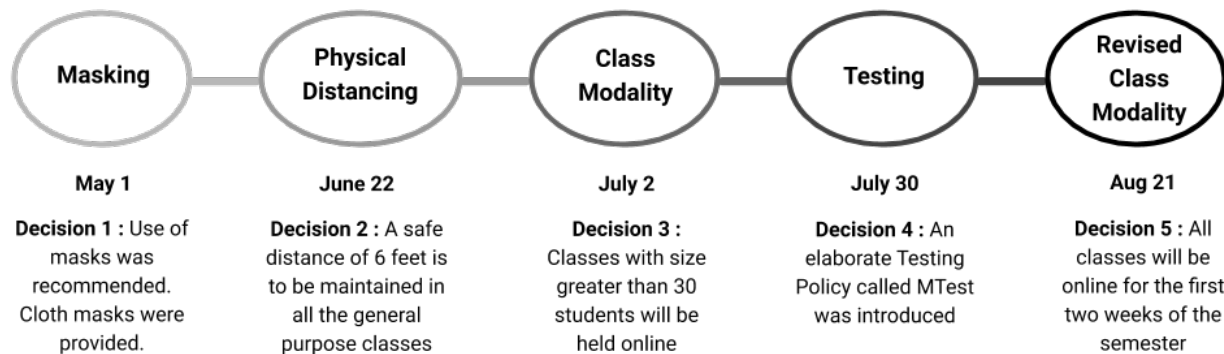 Masking
Physical
Distancing
Class
Modality
Testing
Revised
Class
Modality
May 1
June 22
July 2
July 30
Aug 21
Decision 1 : Use of
masks was
recommended.
Cloth masks were
provided.
Decision 2 : A safe
distance of 6 feet is
to be maintained in
all the general
purpose classes
Decision 3 :
Classes with size
greater than 30
students will be
held online
Decision 4 : An
elaborate Testing
Policy called MTest
was introduced
Decision 5 : All
classes will be
online for the first
two weeks of the
semester